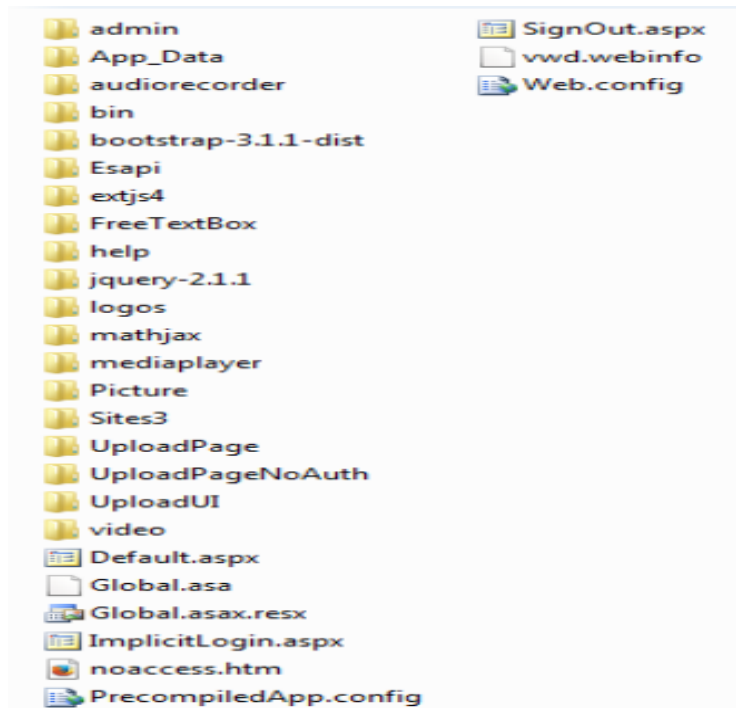 admin
App_Data
audiorecorder
bin
bootstrap-3.1.1-dist
Esapi
extjs4
FreeTextBox
help
jquery-2.1.1
logos
mathjax
mediaplayer
Picture
Sites3
UploadPage
UploadPageNoAuth
UploadUI
video
Default.aspx
Global.asa
Global.asax.resx
ImplicitLogin.aspx
noaccess.htm
PrecompiledApp.config
SignOut.aspx
vwd.webinfo
Web.config